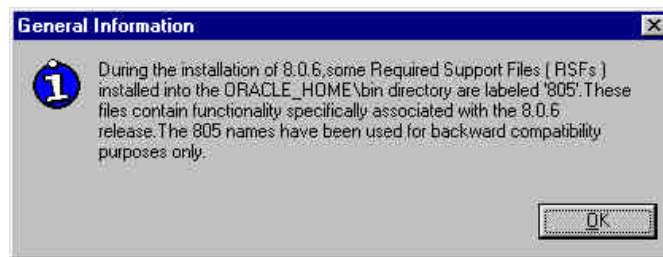 General Information
During the installation of 8.0.6,some Required Support Files ( RSFs )
installed into the ORACLE_HOME\bin directory are labeled '805'.These
files contain functionality specifically associated with the 8.0.6
release.The 805 names have been used for backward compatibility
purposes only.
OK